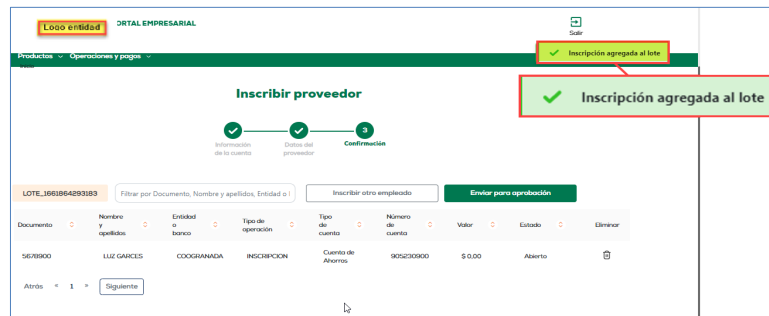 Logo entidad
ORTAL EMPRESARIAL
Salir
Productos Operaciones y pagos
Inscripción agregada al lote
Inscripción agregada al lote
Inscribir proveedor
3
Información de la cuenta
Datos del proveedor
Confirmación
LOTE_1661864293183
Filtrar por Documento, Nombre y apellidos, Entidad o
Inscribir otro empleado
Enviar para aprobación
Documento
Nombre y apellidos
Entidad o banco
Tipo de operación
Tipo de cuenta
Número de cuenta
Valor
Estado
Eliminar
5678900
LUZ GARCES
COOGRANADA
INSCRIPCION
Cuenta de Ahorros
905230900
$ 0,00
Abierto
Atrás « 1 » Siguiente